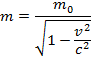 m = m₀ / √(1 − v²/c²)